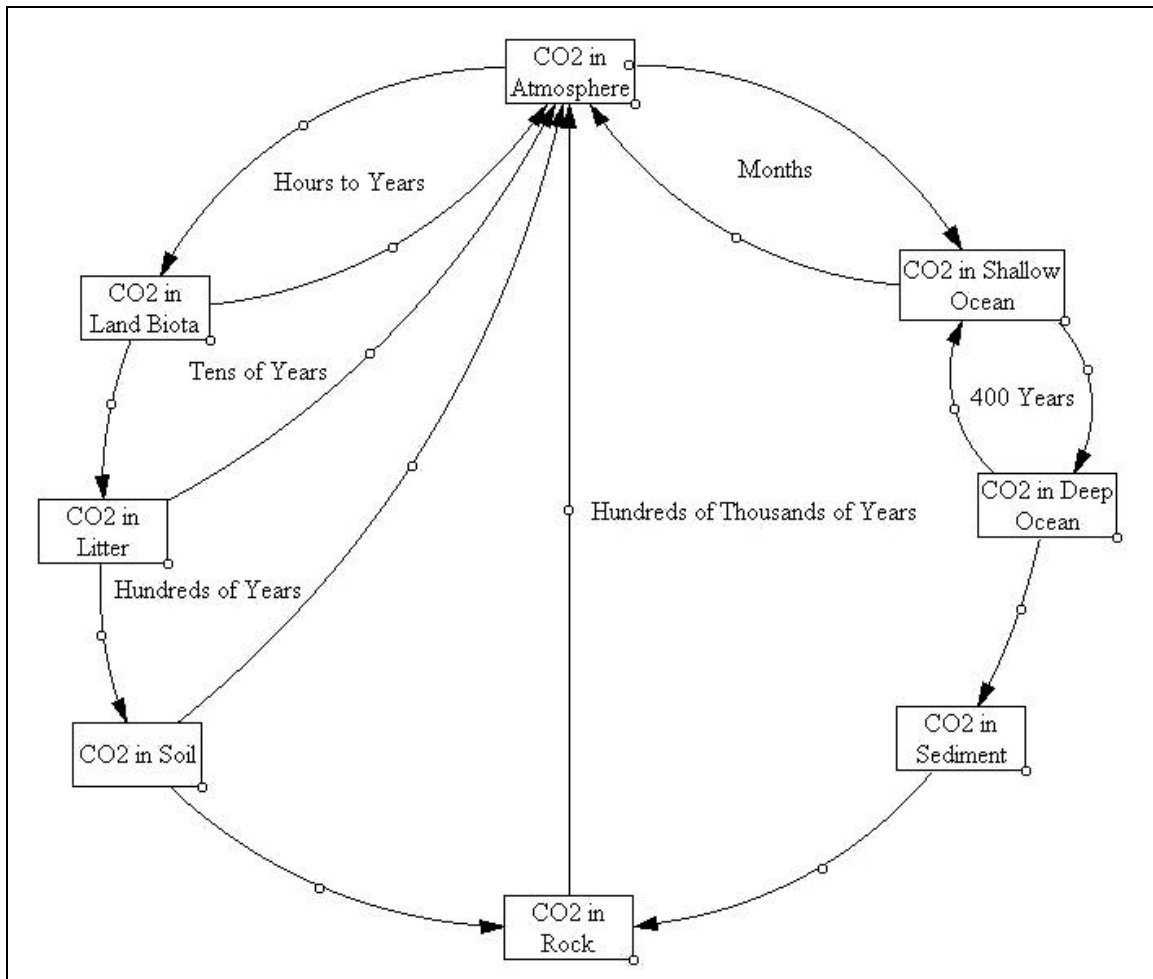 CO2 in
Atmosphere
Hours to Years
Months
CO2 in
Land Biota
CO2 in Shallow
Ocean
Tens of Years
400 Years
CO2 in
Litter
CO2 in Deep
Ocean
Hundreds of Thousands of Years
Hundreds of Years
CO2 in Soil
CO2 in
Sediment
CO2 in
Rock